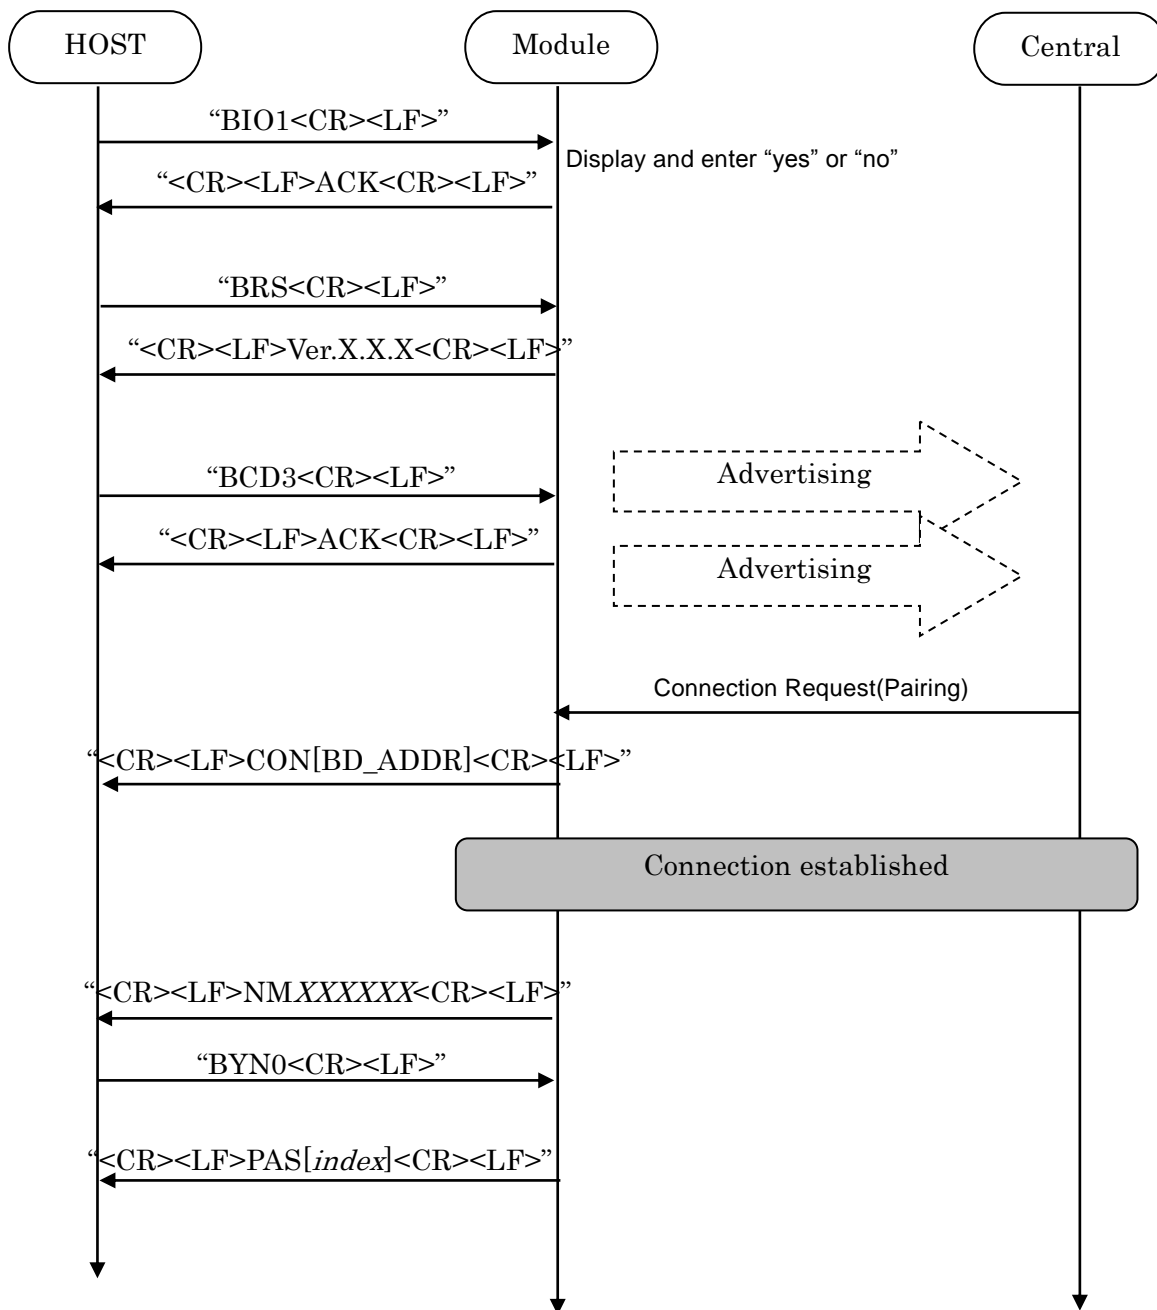 HOST
Module
Central
“BIO1<CR><LF>”
Display and enter “yes” or “no”
“<CR><LF>ACK<CR><LF>”
“BRS<CR><LF>”
“<CR><LF>Ver.X.X.X<CR><LF>”
“BCD3<CR><LF>”
Advertising
“<CR><LF>ACK<CR><LF>”
Advertising
Connection Request(Pairing)
“<CR><LF>CON[BD_ADDR]<CR><LF>”
Connection established
“<CR><LF>NMXXXXXX<CR><LF>”
“BYN0<CR><LF>”
“<CR><LF>PAS[index]<CR><LF>”